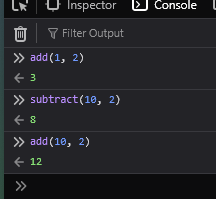 Inspector
Console
Filter Output
add(1, 2)
3
subtract(10, 2)
8
add(10, 2)
12